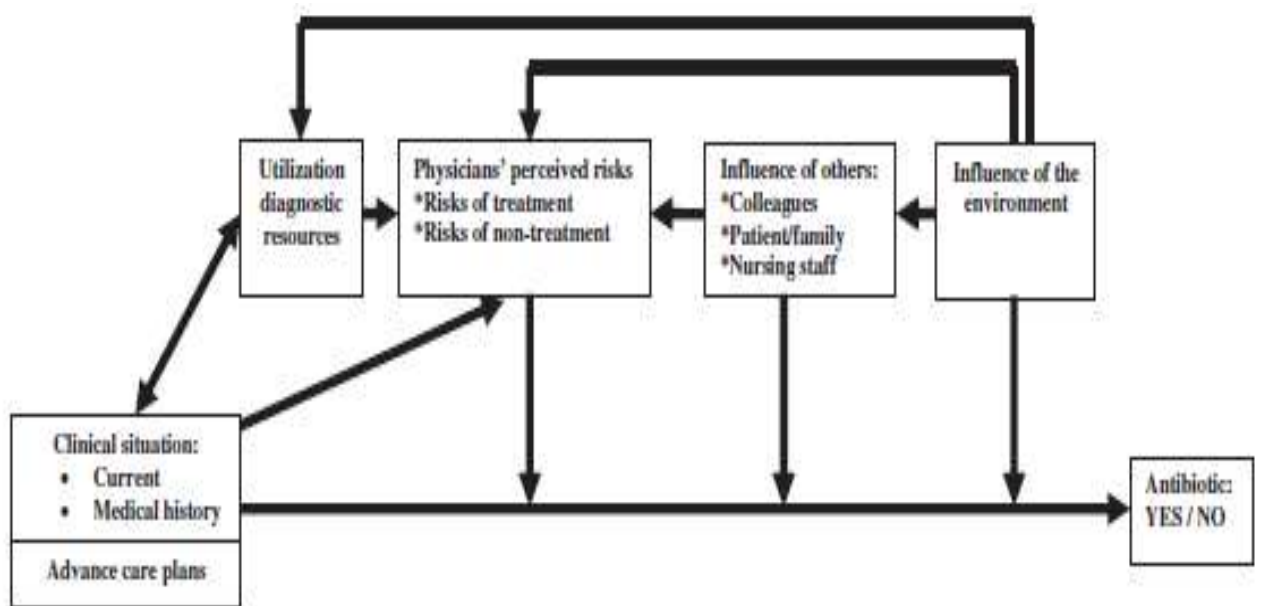 Utilization
diagnostic
resources
Physicians' perceived risks
*Risks of treatment
*Risks of non-treatment
Influence of others:
*Colleagues
*Patient/family
*Nursing staff
Influence of the
environment
Clinical situation:
• Current
• Medical history
Advance care plans
Antibiotic:
YES / NO